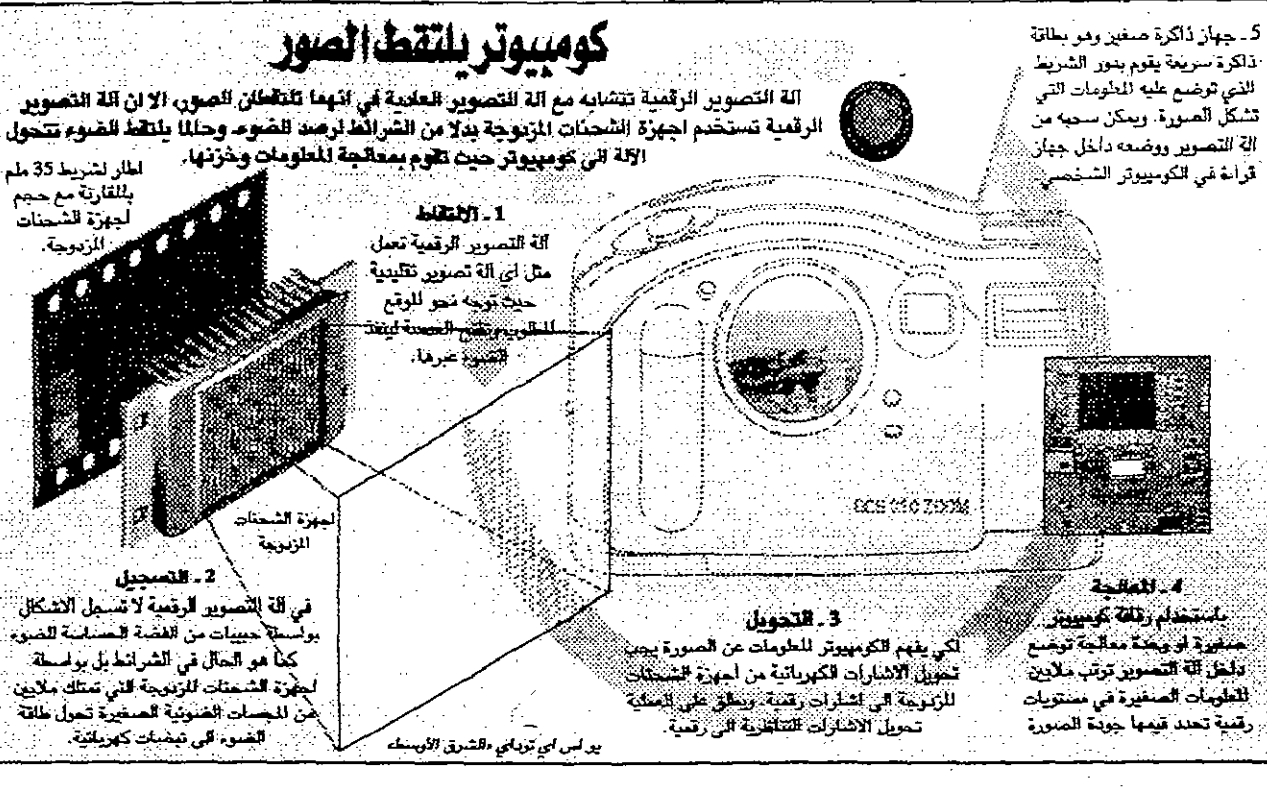 كومبيوتر يلتقط الصور
آلة التصوير الرقمية تتشابه مع آلة التصوير العادية في انهما تلتقطان الصور، الا ان آلة التصوير
الرقمية تستخدم اجهزة الشحنات المزدوجة بدلا من الشرائط لرصد الضوء. وحالما يلتقط الضوء تتحول
الآلة الى كومبيوتر حيث تقوم بمعالجة المعلومات وخزنها.
اطار لشريط 35 ملم
بالمقارنة مع حجم
اجهزة الشحنات
المزدوجة.
1 ـ الالتقاط
آلة التصوير الرقمية تعمل
مثل اي آلة تصوير تقليدية
حيث توجه نحو الموقع
المطلوب وتفتح العدسة لينفذ
الضوء عبرها.
اجهزة الشحنات
المزدوجة
2 ـ التسجيل
في آلة التصوير الرقمية لا تسجل الاشكال
بواسطة حبيبات من الفضة الحساسة للضوء
كما هو الحال في الشرائط بل بواسطة
اجهزة الشحنات المزدوجة التي تمتلك ملايين
من المجسات الضوئية الصغيرة تحول طاقة
الضوء الى نبضات كهربائية.
3 ـ التحويل
لكي يفهم الكومبيوتر المعلومات عن الصورة يجب
تحويل الاشارات الكهربائية من أجهزة الشحنات
المزدوجة الى اشارات رقمية. ويطلق على العملية
تحويل الاشارات التناظرية الى رقمية.
4 ـ المعالجة
باستخدام رقاقة كومبيوتر
صغيرة أو وحدة معالجة توضع
داخل آلة التصوير ترتب ملايين
المعلومات الصغيرة في مستويات
رقمية تحدد قيمها جودة الصورة
5 ـ جهاز ذاكرة صغير وهو بطاقة
ذاكرة سريعة يقوم بدور الشريط
الذي توضع عليه المعلومات التي
تشكل الصورة. ويمكن سحبه من
آلة التصوير ووضعه داخل جهاز
قراءة في الكومبيوتر الشخصي
ZOOM
يو اس اي توداي «الشرق الأوسط»